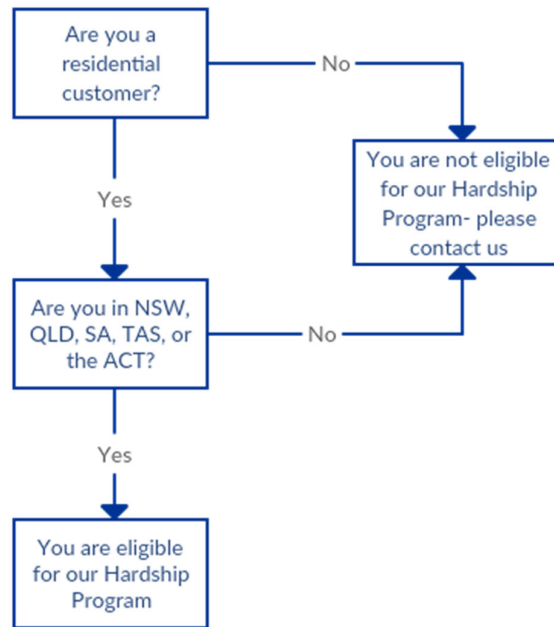 Are you a
residential
customer?
No
You are not eligible
for our Hardship
Program- please
contact us
Yes
Are you in NSW,
QLD, SA, TAS, or
the ACT?
No
Yes
You are eligible
for our Hardship
Program